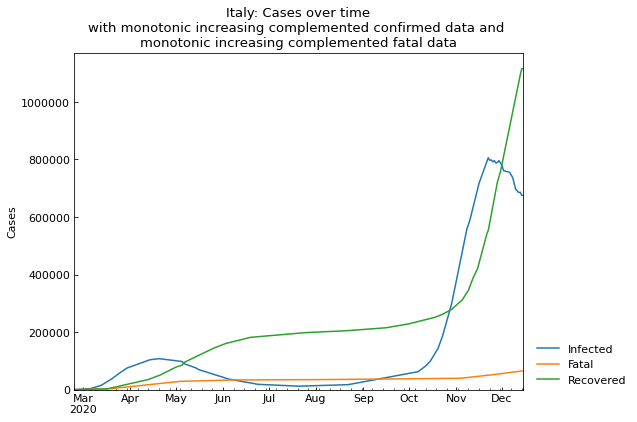 Italy: Cases over time
with monotonic increasing complemented confirmed data and
monotonic increasing complemented fatal data
Cases
1000000
800000
600000
400000
200000
0
Mar Apr May Jun Jul Aug Sep Oct Nov Dec
2020
Infected
Fatal
Recovered